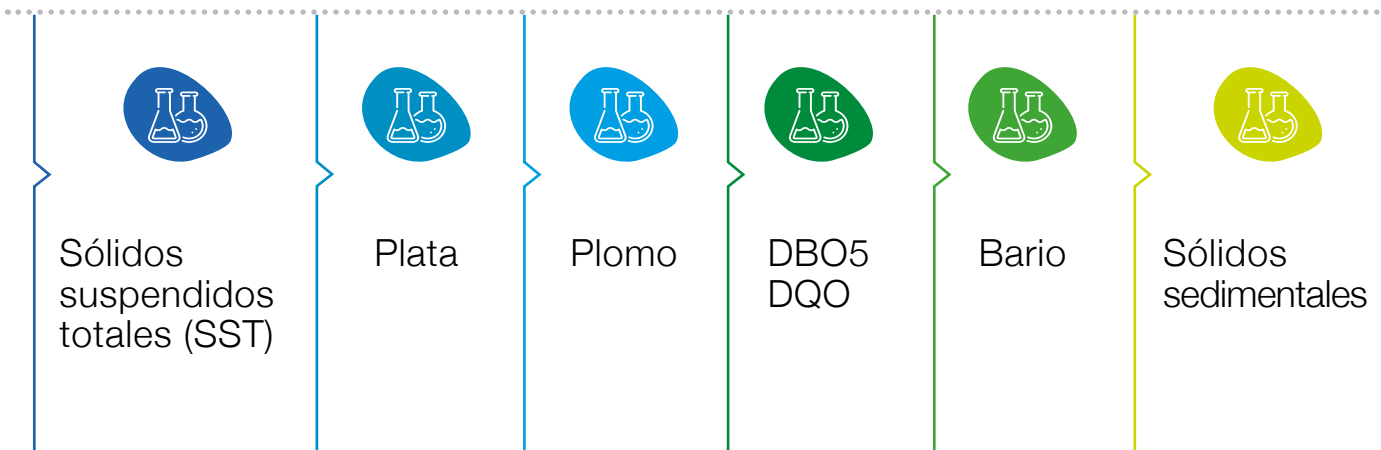 Sólidos
suspendidos
totales (SST)
Plata
Plomo
DBO5
DQO
Bario
Sólidos
sedimentales